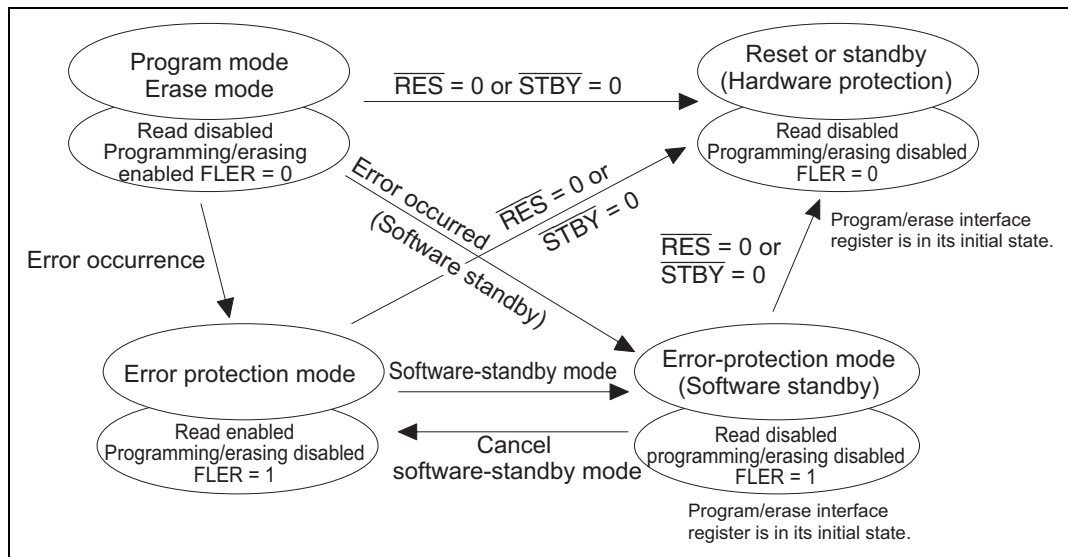 Program mode
Erase mode
Read disabled
Programming/erasing
enabled FLER = 0
RES = 0 or STBY = 0
Reset or standby
(Hardware protection)
Read disabled
Programming/erasing disabled
FLER = 0
Program/erase interface
register is in its initial state.
Error occurred
(Software standby)
RES = 0 or
STBY = 0
RES = 0 or
STBY = 0
Error occurrence
Error protection mode
Read enabled
Programming/erasing disabled
FLER = 1
Software-standby mode
Cancel
software-standby mode
Error-protection mode
(Software standby)
Read disabled
programming/erasing disabled
FLER = 1
Program/erase interface
register is in its initial state.